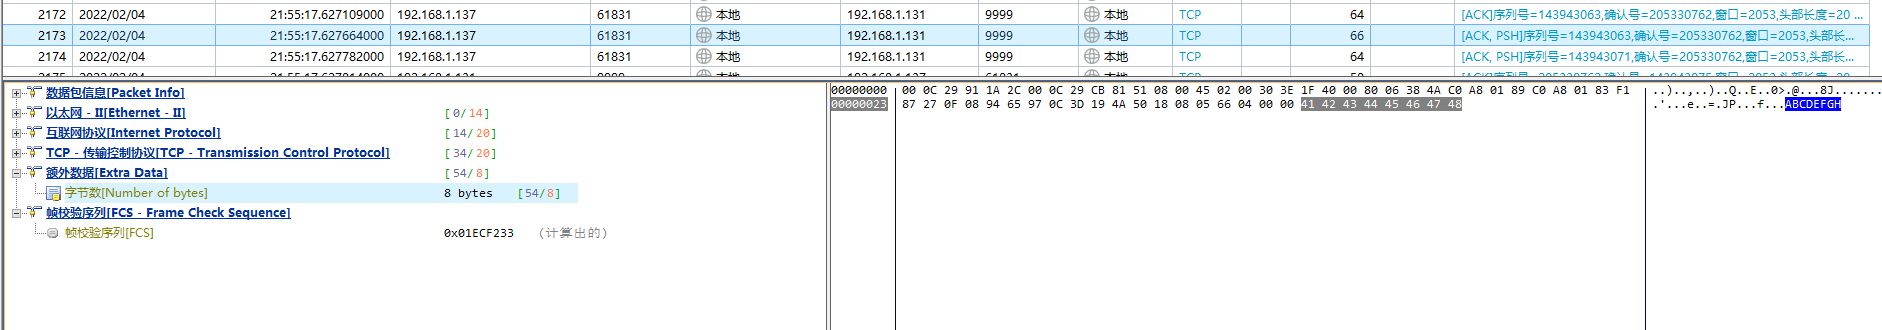 2172 2022/02/04 21:55:17.627109000 192.168.1.137 61831 本地 192.168.1.131 9999 本地 TCP 64 [ACK]序列号=143943063,确认号=205330762,窗口=2053,头部长度=20 ...
2173 2022/02/04 21:55:17.627664000 192.168.1.137 61831 本地 192.168.1.131 9999 本地 TCP 66 [ACK, PSH]序列号=143943063,确认号=205330762,窗口=2053,头部长...
2174 2022/02/04 21:55:17.627782000 192.168.1.137 61831 本地 192.168.1.131 9999 本地 TCP 64 [ACK, PSH]序列号=143943071,确认号=205330762,窗口=2053,头部长...
数据包信息[Packet Info]
以太网 - II[Ethernet - II] [0/14]
互联网协议[Internet Protocol] [14/20]
TCP - 传输控制协议[TCP - Transmission Control Protocol] [34/20]
额外数据[Extra Data] [54/8]
字节数[Number of bytes] 8 bytes [54/8]
帧校验序列[FCS - Frame Check Sequence]
帧校验序列[FCS] 0x01ECF233 (计算出的)
00000000 00 0C 29 91 1A 2C 00 0C 29 CB 81 51 08 00 45 02 00 30 3E 1F 40 00 80 06 38 4A C0 A8 01 89 C0 A8 01 83 F1 ..)..,..)..Q..E..0>.@...8J.......
00000023 87 27 0F 08 94 65 97 0C 3D 19 4A 50 18 08 05 66 04 00 00 41 42 43 44 45 46 47 48 .'...e..=.JP...f...ABCDEFGH